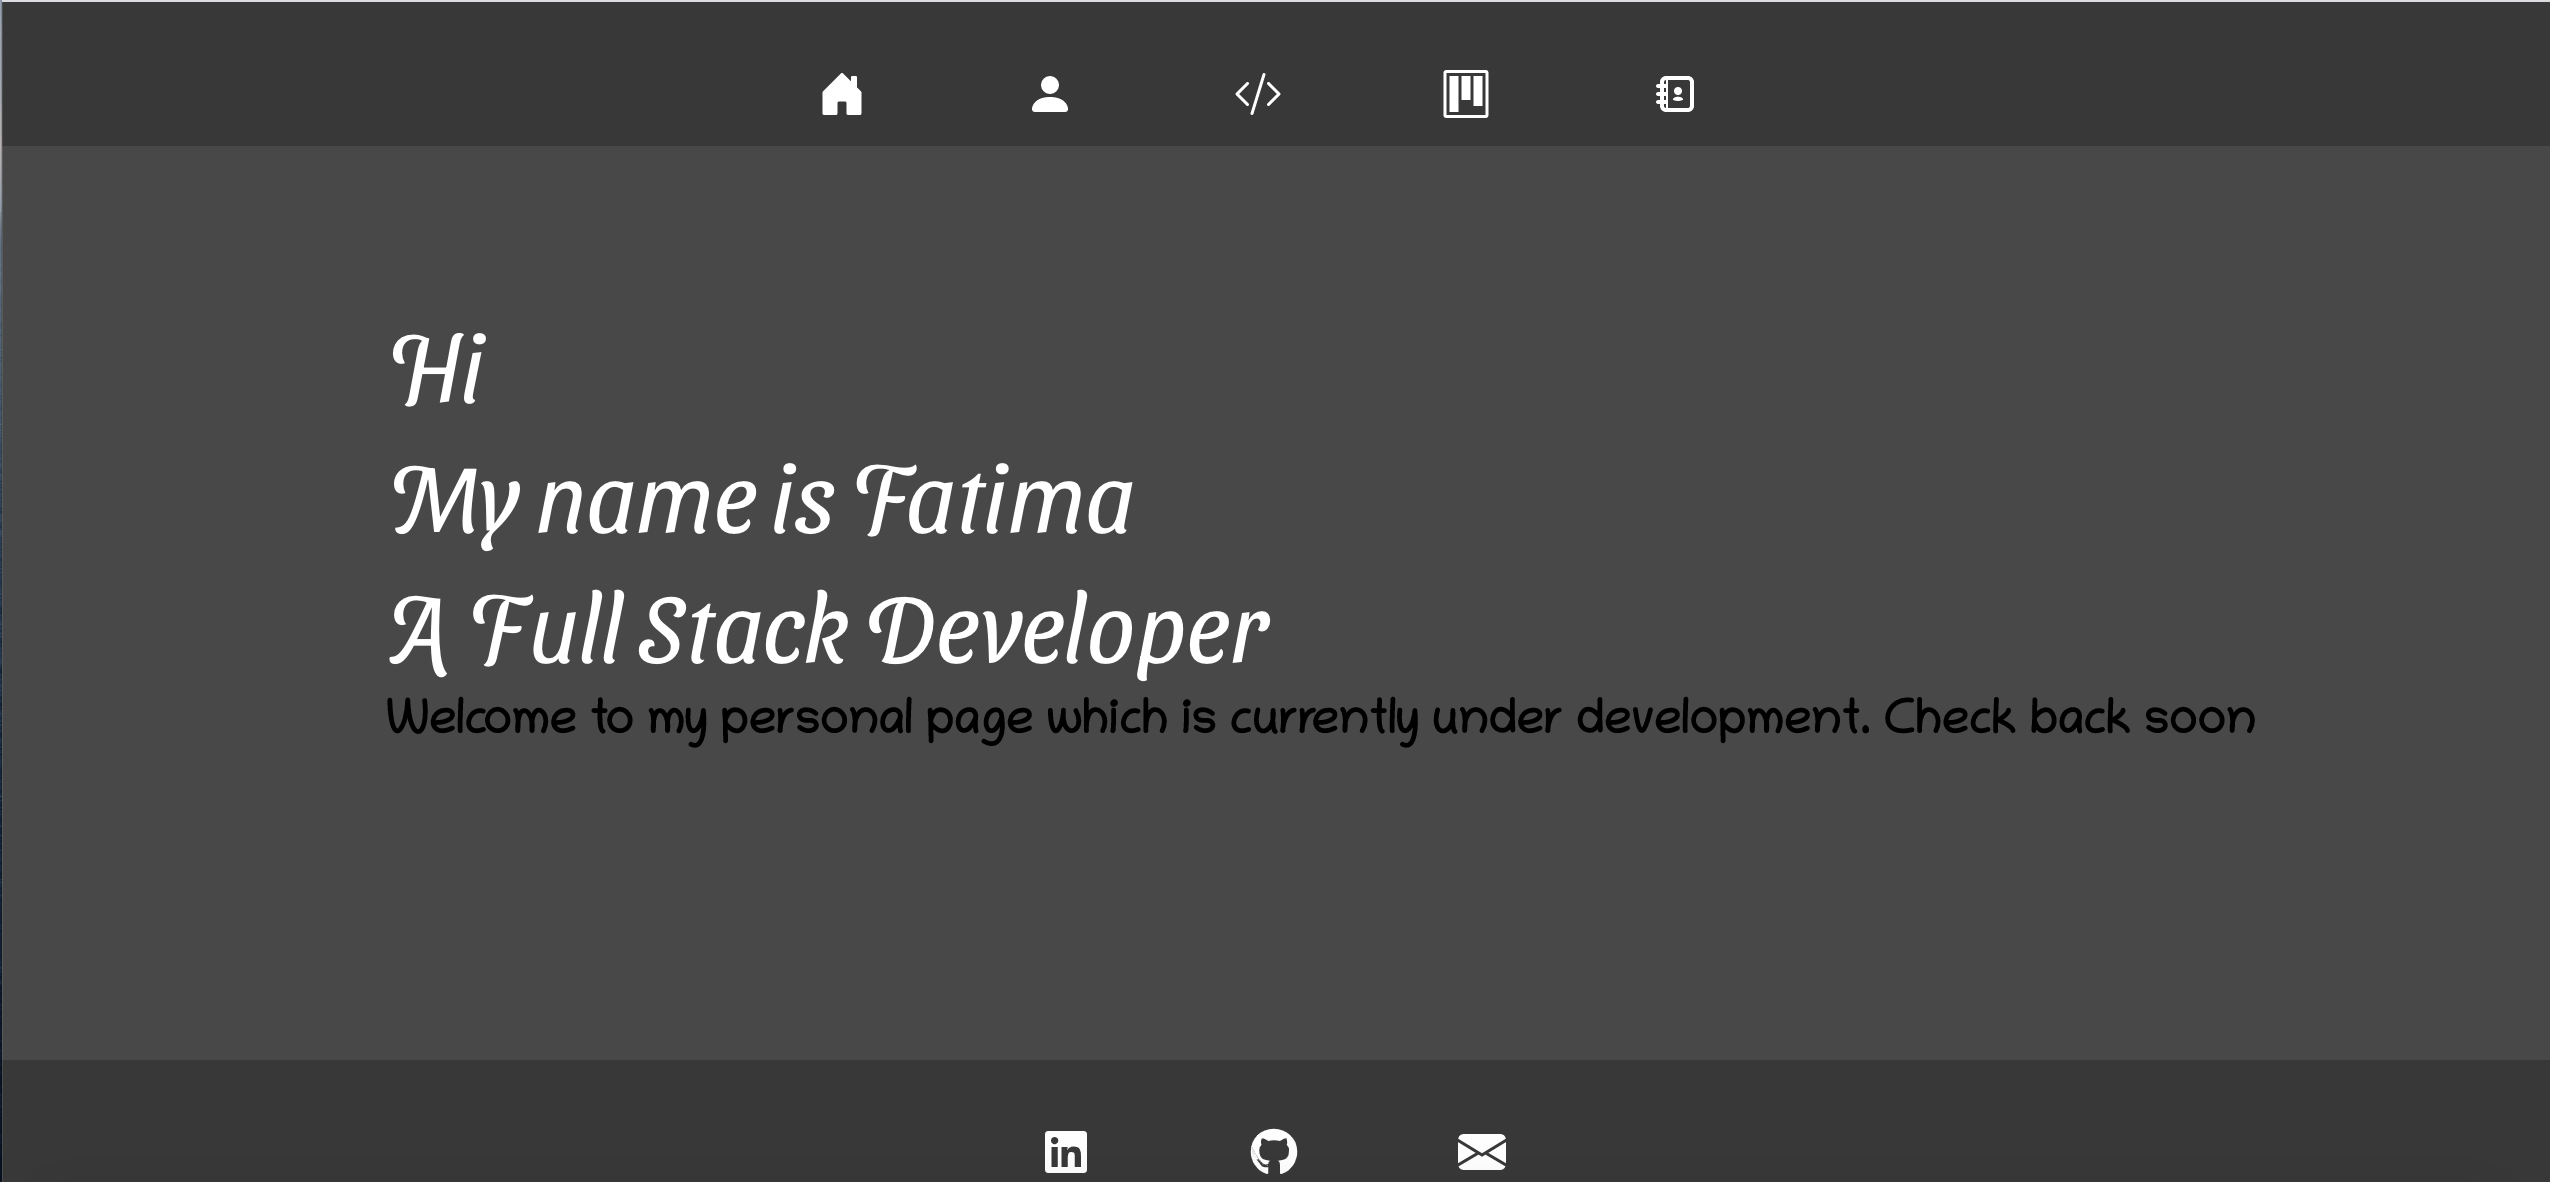 Hi
My name is Fatima
A Full Stack Developer
Welcome to my personal page which is currently under development. Check back soon
in